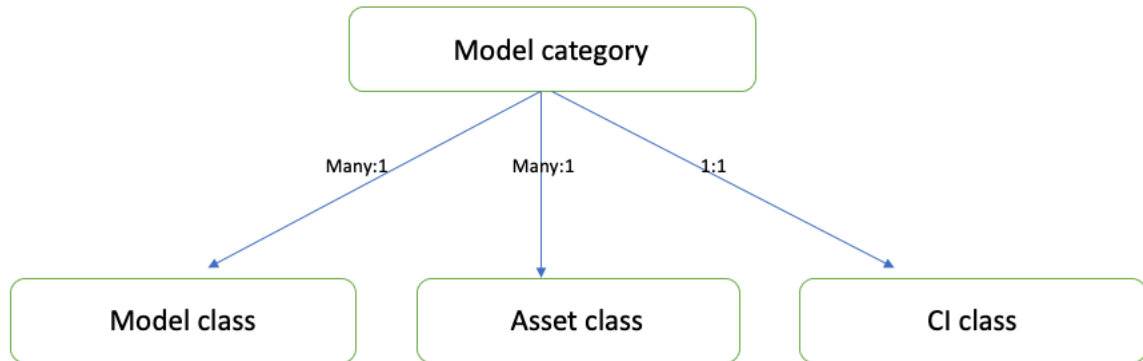 Model category
Many:1
Many:1
1:1
Model class
Asset class
CI class